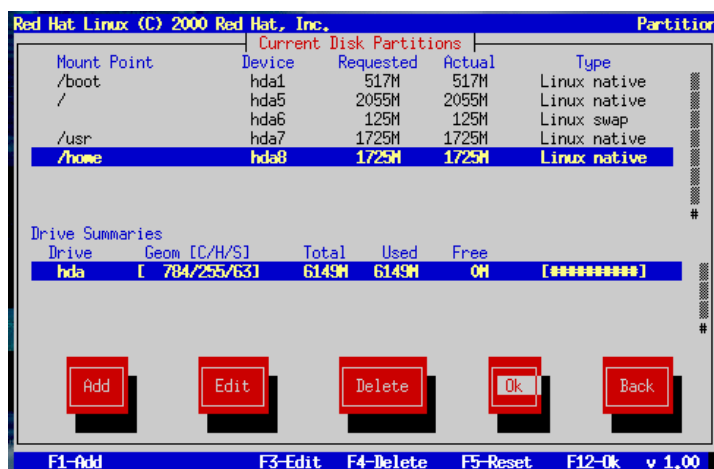 Red Hat Linux (C) 2000 Red Hat, Inc. Partition
Current Disk Partitions
Mount Point Device Requested Actual Type
/boot hda1 517M 517M Linux native
/ hda5 2055M 2055M Linux native
hda6 125M 125M Linux swap
/usr hda7 1725M 1725M Linux native
/home hda8 1725M 1725M Linux native
#
Drive Summaries
Drive Geom [C/H/S] Total Used Free
hda [ 784/255/63] 6149M 6149M 0M [##########]
#
Add Edit Delete Ok Back
F1-Add F3-Edit F4-Delete F5-Reset F12-Ok v 1.00